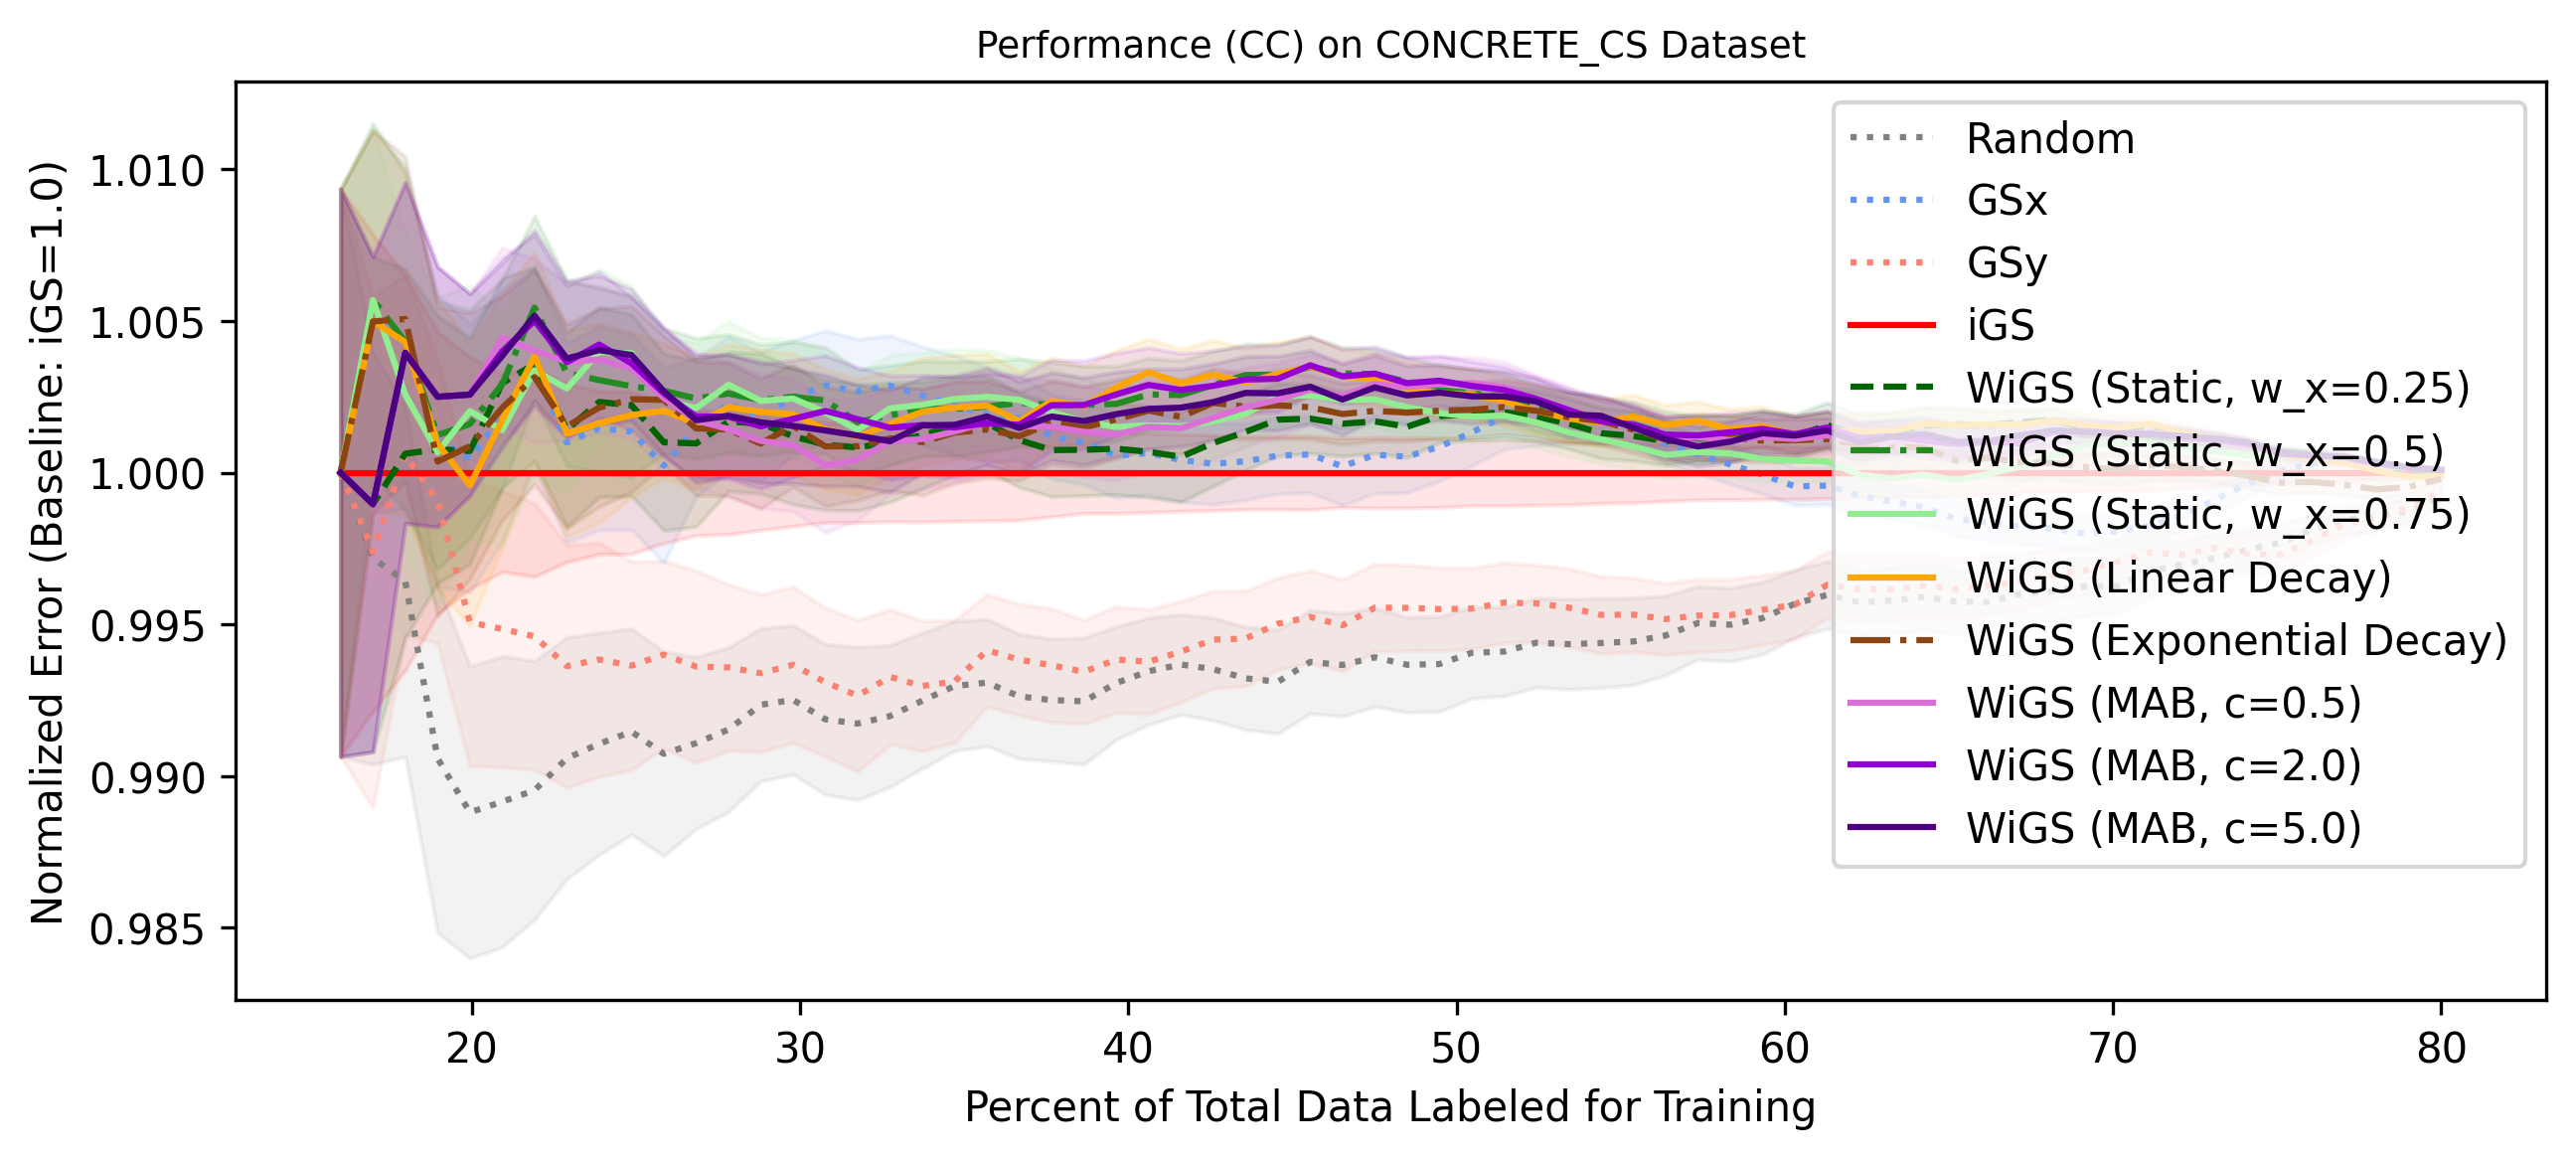 Performance (CC) on CONCRETE_CS Dataset
Normalized Error (Baseline: iGS=1.0)
1.010
1.005
1.000
0.995
0.990
0.985
Random
GSx
GSy
iGS
WiGS (Static, w_x=0.25)
WiGS (Static, w_x=0.5)
WiGS (Static, w_x=0.75)
WiGS (Linear Decay)
WiGS (Exponential Decay)
WiGS (MAB, c=0.5)
WiGS (MAB, c=2.0)
WiGS (MAB, c=5.0)
20 30 40 50 60 70 80
Percent of Total Data Labeled for Training